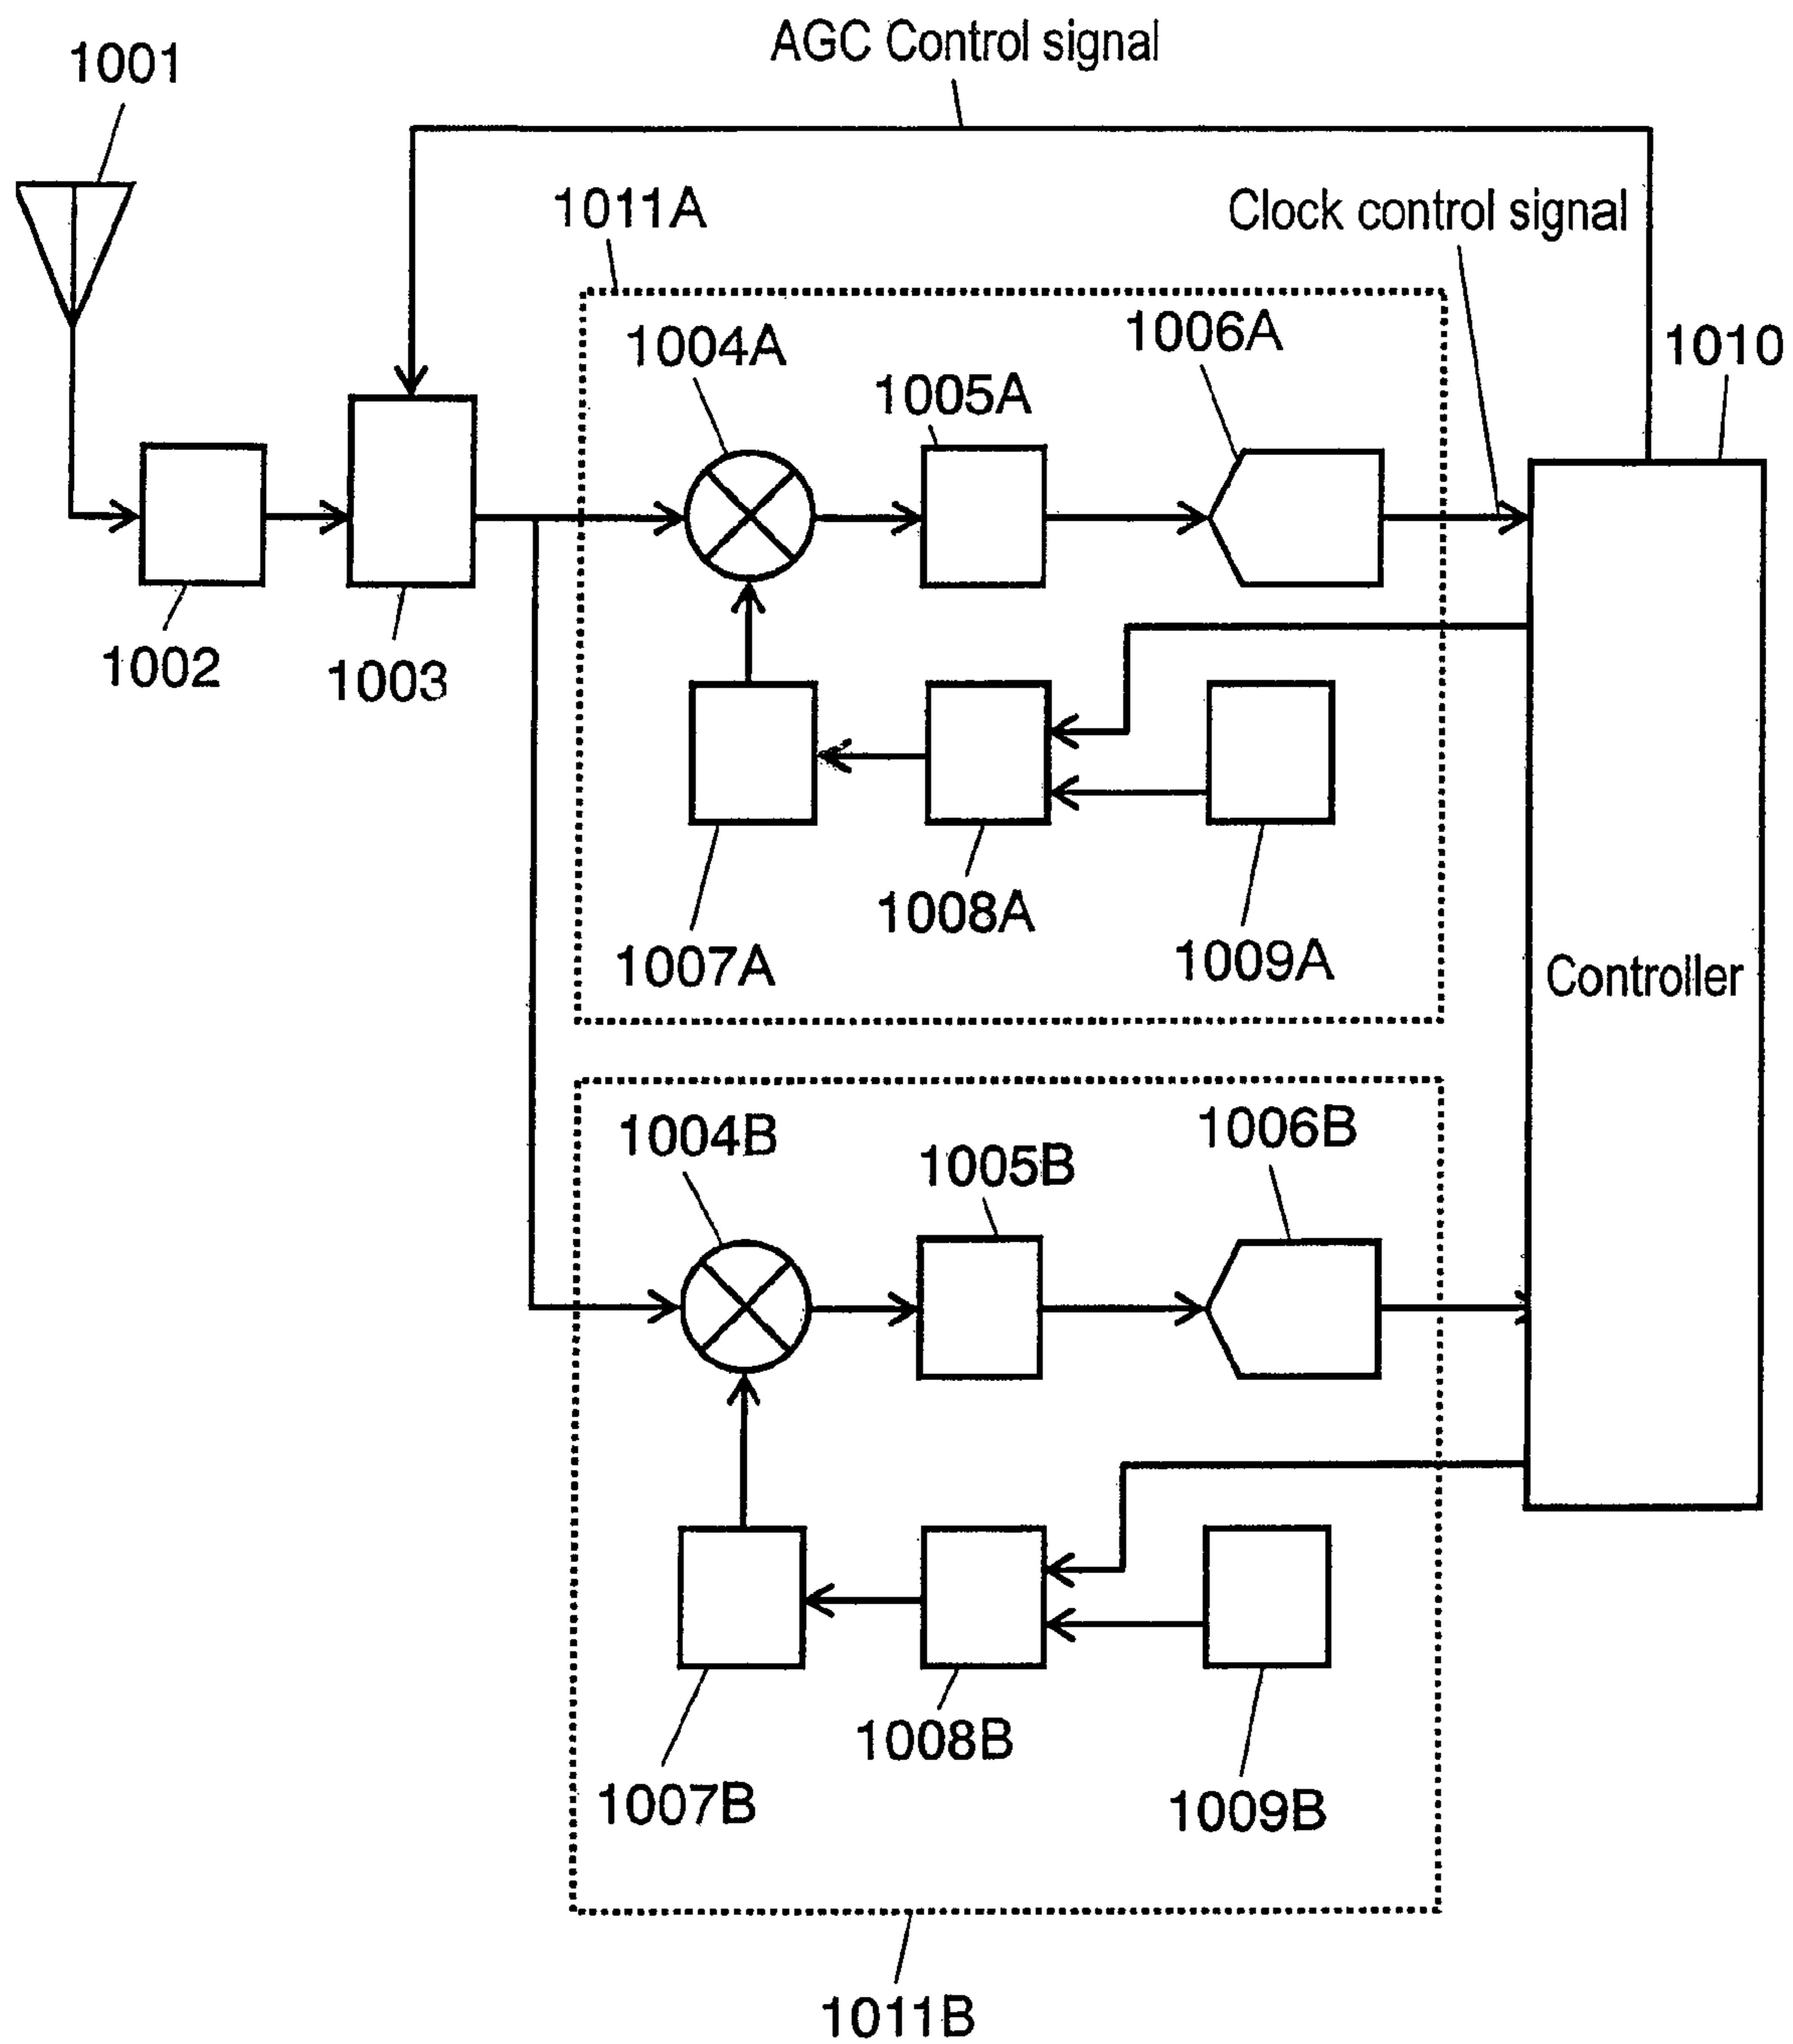 AGC Control signal
1001
1011A
Clock control signal
1004A
1006A
1010
1005A
1002
1003
1008A
1007A
1009A
Controller
1004B
1006B
1005B
1008B
1007B
1009B
1011B